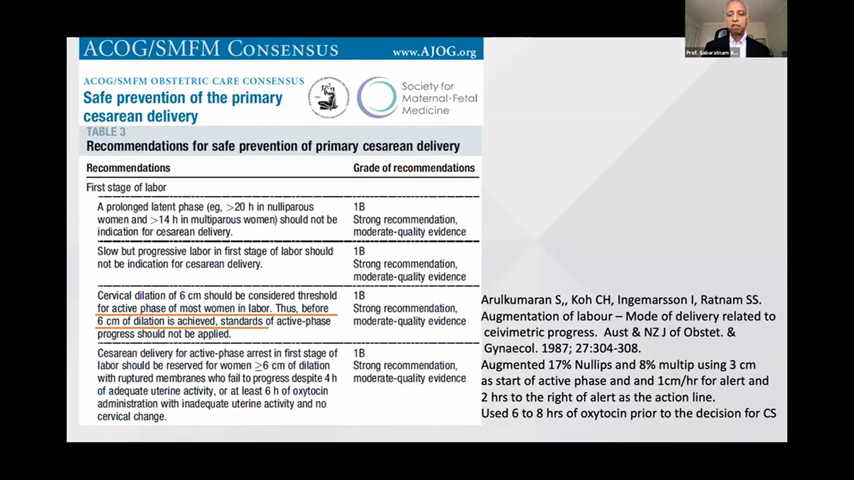 Prof. Sabaratnam A...
ACOG/SMFM CONSENSUS www.AJOG.org
ACOG/SMFM OBSTETRIC CARE CONSENSUS
Safe prevention of the primary
cesarean delivery
Society for
Maternal-Fetal
Medicine
TABLE 3
Recommendations for safe prevention of primary cesarean delivery
Recommendations Grade of recommendations
First stage of labor
A prolonged latent phase (eg, >20 h in nulliparous
women and >14 h in multiparous women) should not be
indication for cesarean delivery.
1B
Strong recommendation,
moderate-quality evidence
Slow but progressive labor in first stage of labor should
not be indication for cesarean delivery.
1B
Strong recommendation,
moderate-quality evidence
Cervical dilation of 6 cm should be considered threshold
for active phase of most women in labor. Thus, before
6 cm of dilation is achieved, standards of active-phase
progress should not be applied.
1B
Strong recommendation,
moderate-quality evidence
Cesarean delivery for active-phase arrest in first stage of
labor should be reserved for women ≥6 cm of dilation
with ruptured membranes who fail to progress despite 4 h
of adequate uterine activity, or at least 6 h of oxytocin
administration with inadequate uterine activity and no
cervical change.
1B
Strong recommendation,
moderate-quality evidence
Arulkumaran S,, Koh CH, Ingemarsson I, Ratnam SS.
Augmentation of labour – Mode of delivery related to
ceivimetric progress. Aust & NZ J of Obstet. &
Gynaecol. 1987; 27:304-308.
Augmented 17% Nullips and 8% multip using 3 cm
as start of active phase and and 1cm/hr for alert and
2 hrs to the right of alert as the action line.
Used 6 to 8 hrs of oxytocin prior to the decision for CS